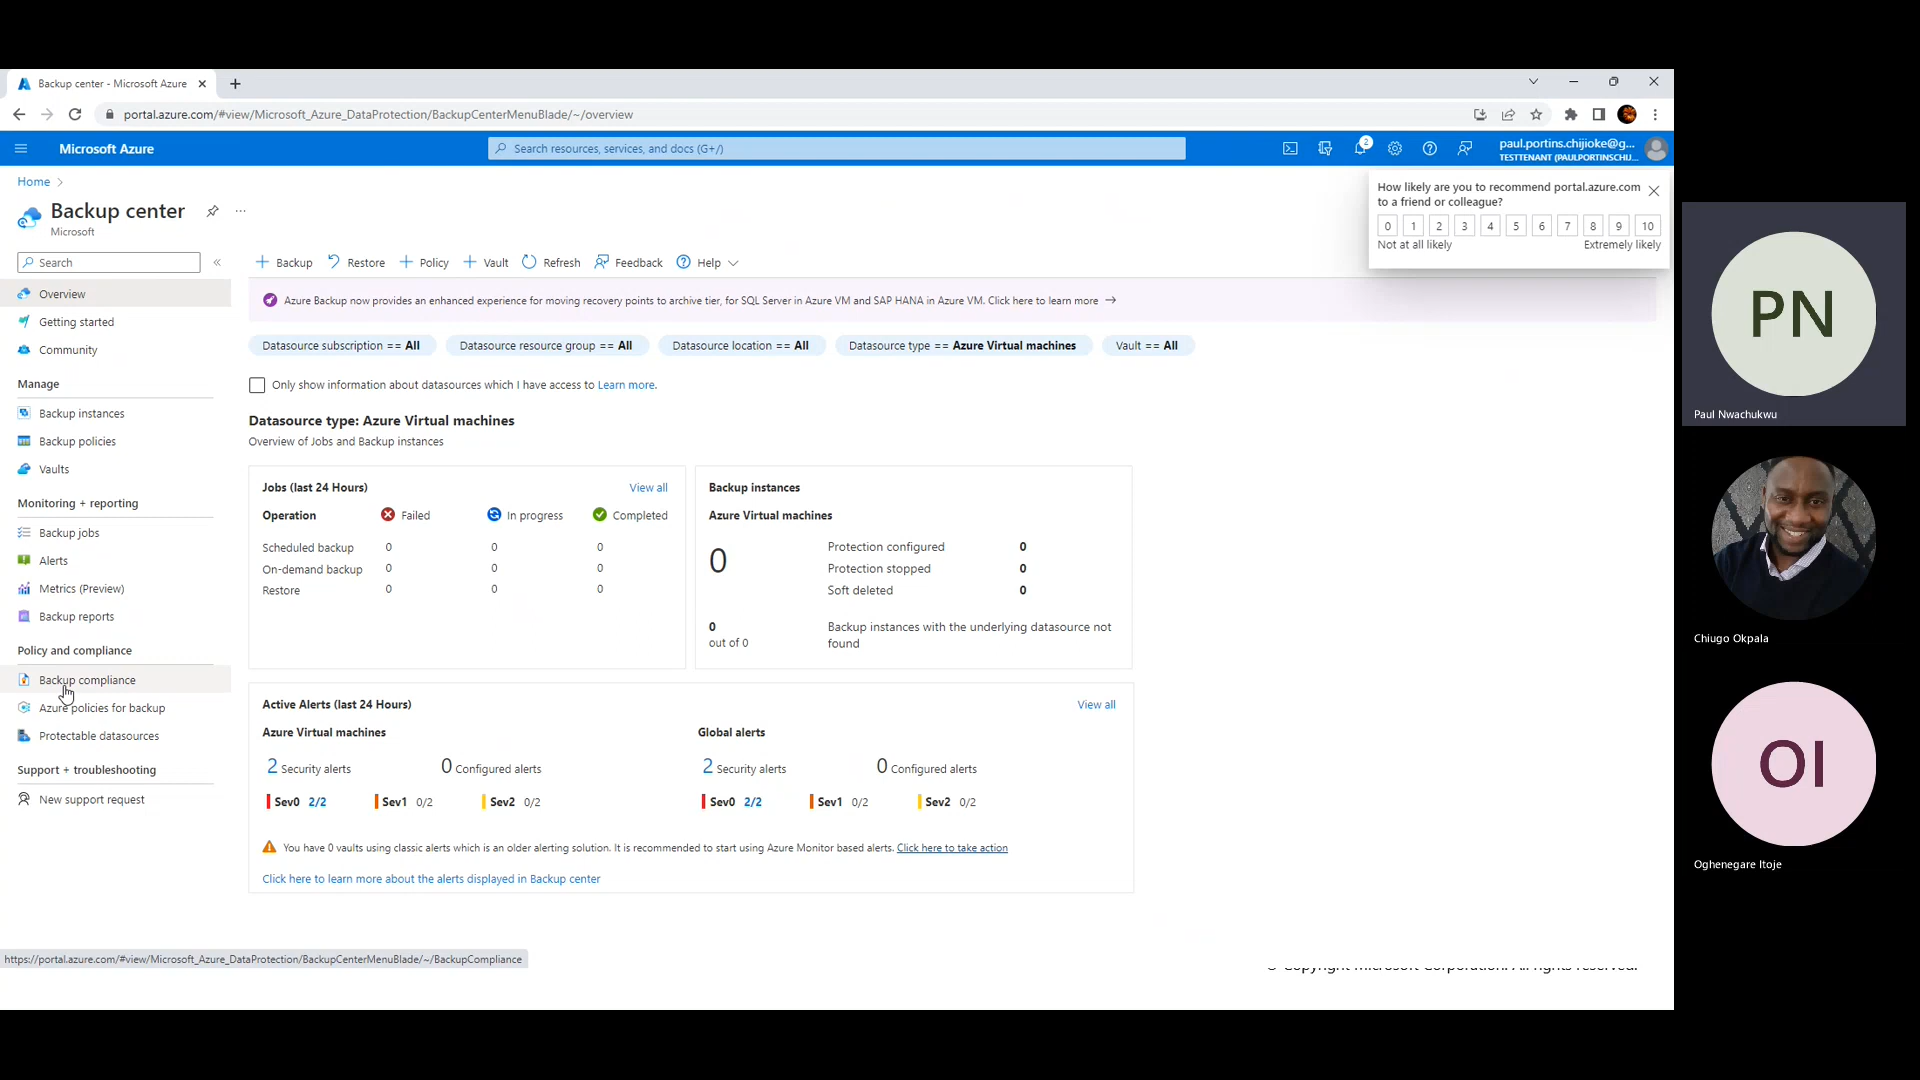 Backup center - Microsoft Azure
portal.azure.com/#view/Microsoft_Azure_DataProtection/BackupCenterMenuBlade/~/overview
Microsoft Azure
Search resources, services, and docs (G+/)
2
paul.portins.chijioke@g...
TESTTENANT (PAULPORTINSCHIJ...
Home >
Backup center
Microsoft
How likely are you to recommend portal.azure.com
to a friend or colleague?
0 1 2 3 4 5 6 7 8 9 10
Not at all likely Extremely likely
Search
Overview
Getting started
Community
Manage
Backup instances
Backup policies
Vaults
Monitoring + reporting
Backup jobs
Alerts
Metrics (Preview)
Backup reports
Policy and compliance
Backup compliance
Azure policies for backup
Protectable datasources
Support + troubleshooting
New support request
Backup Restore Policy Vault Refresh Feedback Help
Azure Backup now provides an enhanced experience for moving recovery points to archive tier, for SQL Server in Azure VM and SAP HANA in Azure VM. Click here to learn more →
Datasource subscription == All Datasource resource group == All Datasource location == All Datasource type == Azure Virtual machines Vault == All
Only show information about datasources which I have access to Learn more.
Datasource type: Azure Virtual machines
Overview of Jobs and Backup instances
Jobs (last 24 Hours) View all
Operation Failed In progress Completed
Scheduled backup 0 0 0
On-demand backup 0 0 0
Restore 0 0 0
Backup instances
Azure Virtual machines
0
Protection configured 0
Protection stopped 0
Soft deleted 0
0
out of 0
Backup instances with the underlying datasource not
found
Active Alerts (last 24 Hours) View all
Azure Virtual machines
2 Security alerts 0 Configured alerts
Sev0 2/2 Sev1 0/2 Sev2 0/2
Global alerts
2 Security alerts 0 Configured alerts
Sev0 2/2 Sev1 0/2 Sev2 0/2
You have 0 vaults using classic alerts which is an older alerting solution. It is recommended to start using Azure Monitor based alerts. Click here to take action
Click here to learn more about the alerts displayed in Backup center
https://portal.azure.com/#view/Microsoft_Azure_DataProtection/BackupCenterMenuBlade/~/BackupCompliance
© Copyright Microsoft Corporation. All rights reserved.
PN
Paul Nwachukwu
Chiugo Okpala
OI
Oghenegare Itoje